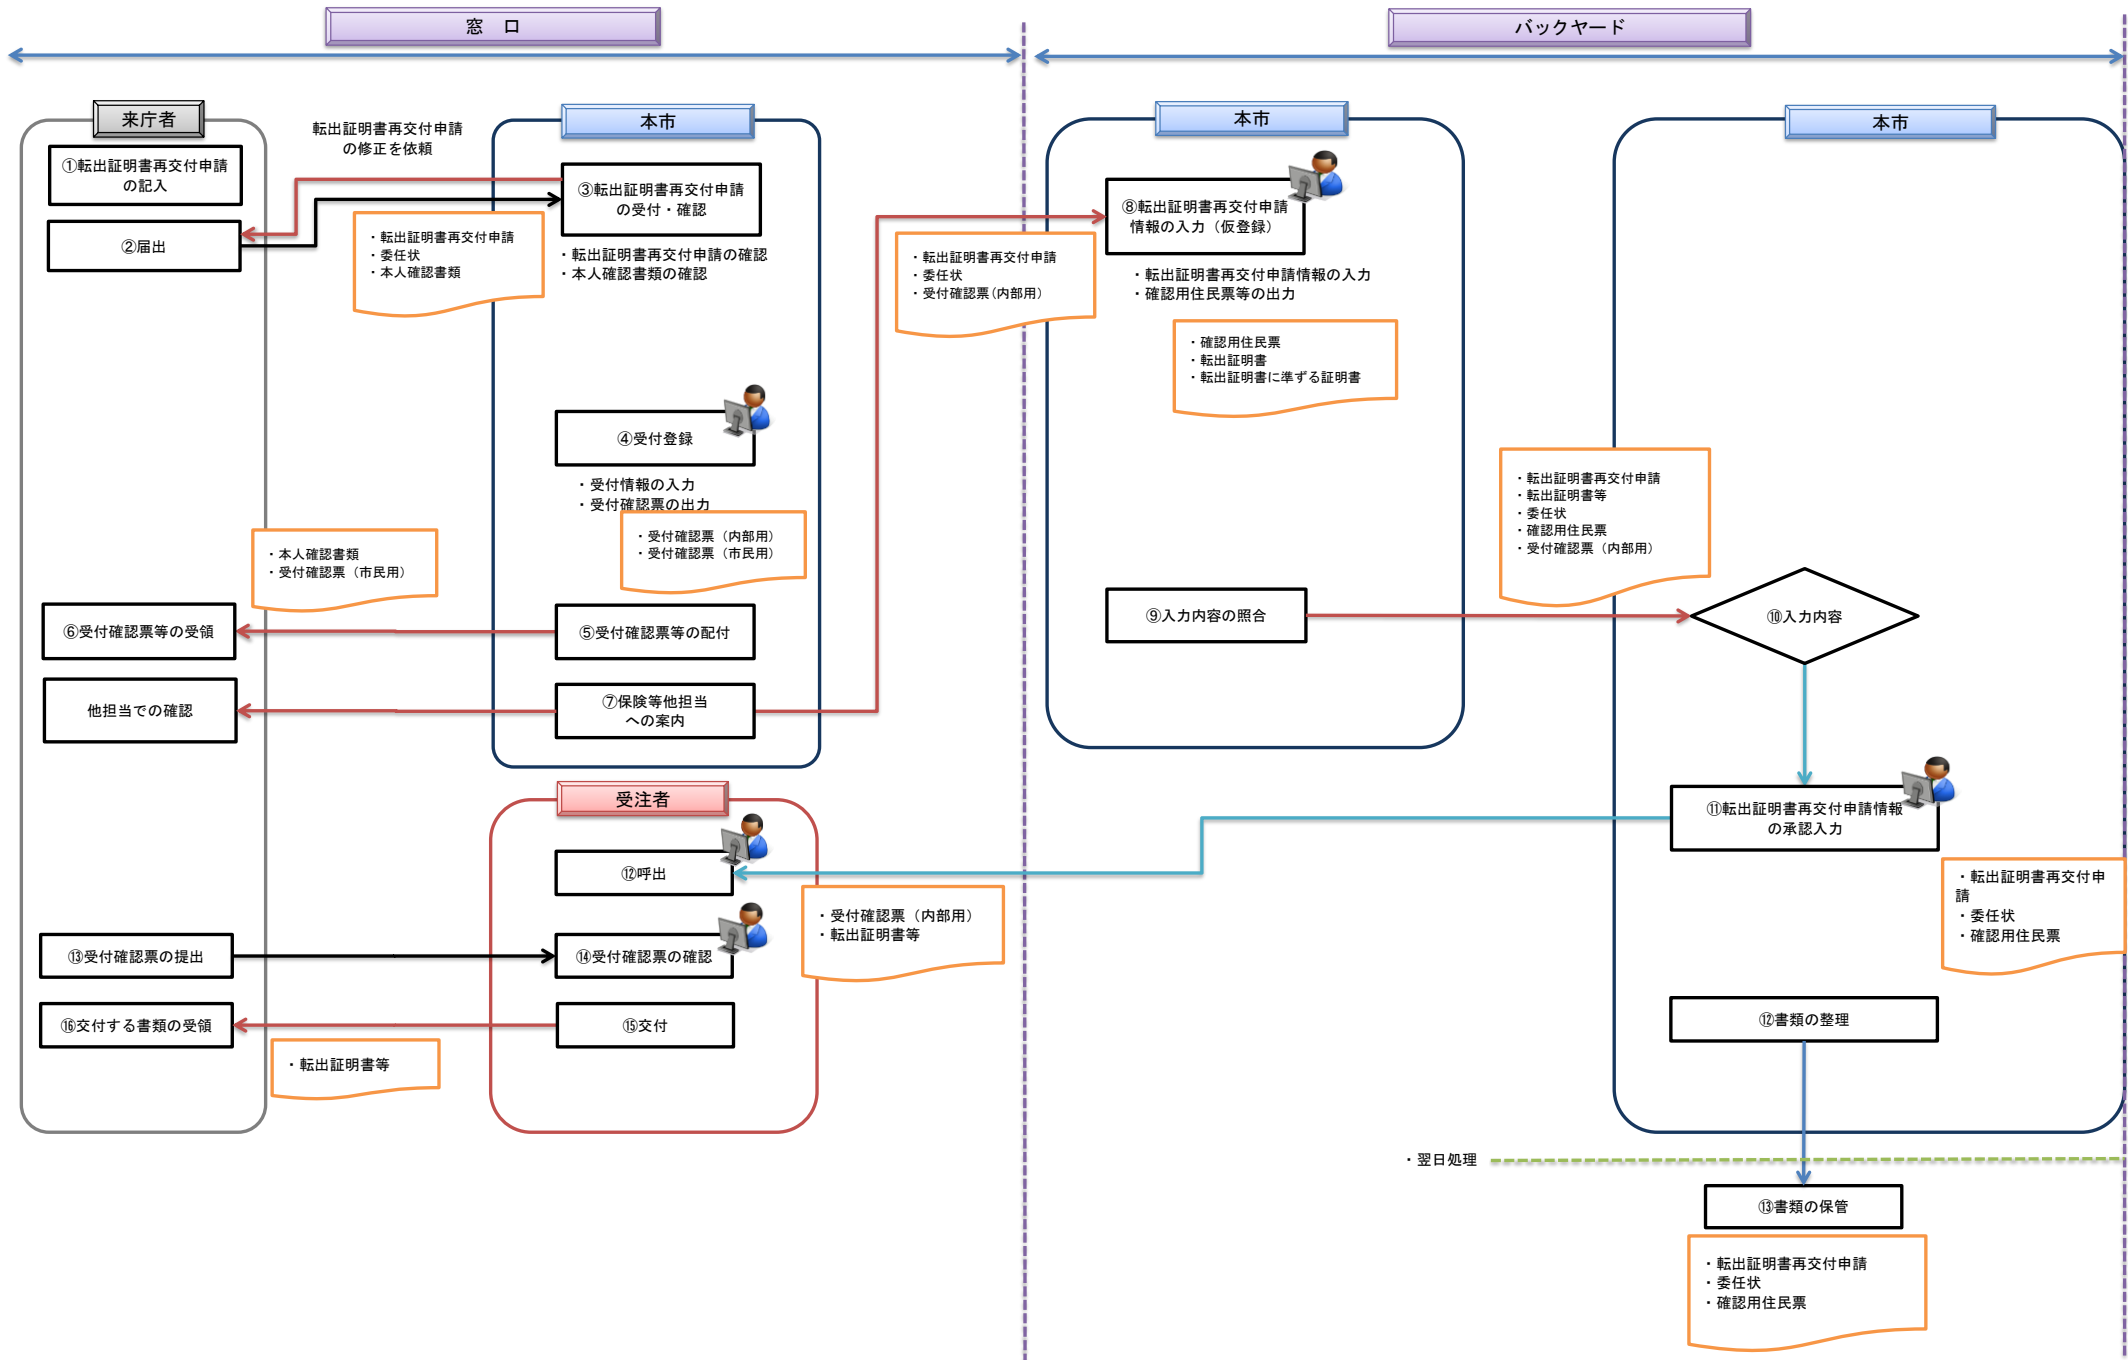 窓　口
バックヤード
来庁者
転出証明書再交付申請
の修正を依頼
本市
本市
本市
①転出証明書再交付申請
の記入
②届出
・転出証明書再交付申請
・委任状
・本人確認書類
③転出証明書再交付申請
の受付・確認
・転出証明書再交付申請の確認
・本人確認書類の確認
④受付登録
・受付情報の入力
・受付確認票の出力
・受付確認票（内部用）
・受付確認票（市民用）
・本人確認書類
・受付確認票（市民用）
⑥受付確認票等の受領
⑤受付確認票等の配付
他担当での確認
⑦保険等他担当
への案内
・転出証明書再交付申請
・委任状
・受付確認票(内部用)
⑧転出証明書再交付申請
情報の入力（仮登録）
・転出証明書再交付申請情報の入力
・確認用住民票等の出力
・確認用住民票
・転出証明書
・転出証明書に準ずる証明書
⑨入力内容の照合
・転出証明書再交付申請
・転出証明書等
・委任状
・確認用住民票
・受付確認票（内部用）
⑩入力内容
⑪転出証明書再交付申請情報
の承認入力
・転出証明書再交付申
請
・委任状
・確認用住民票
受注者
⑫呼出
・受付確認票（内部用）
・転出証明書等
⑬受付確認票の提出
⑭受付確認票の確認
⑯交付する書類の受領
⑮交付
・転出証明書等
⑫書類の整理
・翌日処理
⑬書類の保管
・転出証明書再交付申請
・委任状
・確認用住民票